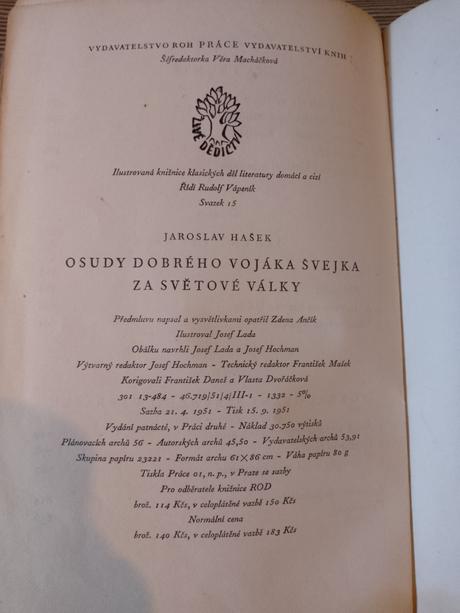 VYDAVATELSTVO ROH PRÁCE VYDAVATELSTVÍ KNIH
Šéfredaktorka Věra Macháčková
ŽIVÉ DĚDICTVÍ
Ilustrovaná knižnice klasických děl literatury domácí a cizí
Řídí Rudolf Vápeník
Svazek 15
JAROSLAV HAŠEK
OSUDY DOBRÉHO VOJÁKA ŠVEJKA
ZA SVĚTOVÉ VÁLKY
Předmluvu napsal a vysvětlivkami opatřil Zdena Ančík
Ilustroval Josef Lada
Obálku navrhli Josef Lada a Josef Hochman
Výtvarný redaktor Josef Hochman - Technický redaktor František Mašek
Korigovali František Daneš a Vlasta Dvořáčková
301 13-484 - 46.719/51/4/III-1 - 1332 - 5%
Sazba 21. 4. 1951 - Tisk 15. 9. 1951
Vydání patnácté, v Práci druhé - Náklad 30.750 výtisků
Plánovacích archů 56 - Autorských archů 45,50 - Vydavatelských archů 53,91
Skupina papíru 23221 - Formát archu 61×86 cm - Váha papíru 80 g
Tiskla Práce 01, n. p., v Praze se sazby
Pro odběratele knižnice ROD
brož. 114 Kčs, v celoplátěné vazbě 150 Kčs
Normální cena
brož. 140 Kčs, v celoplátěné vazbě 183 Kčs